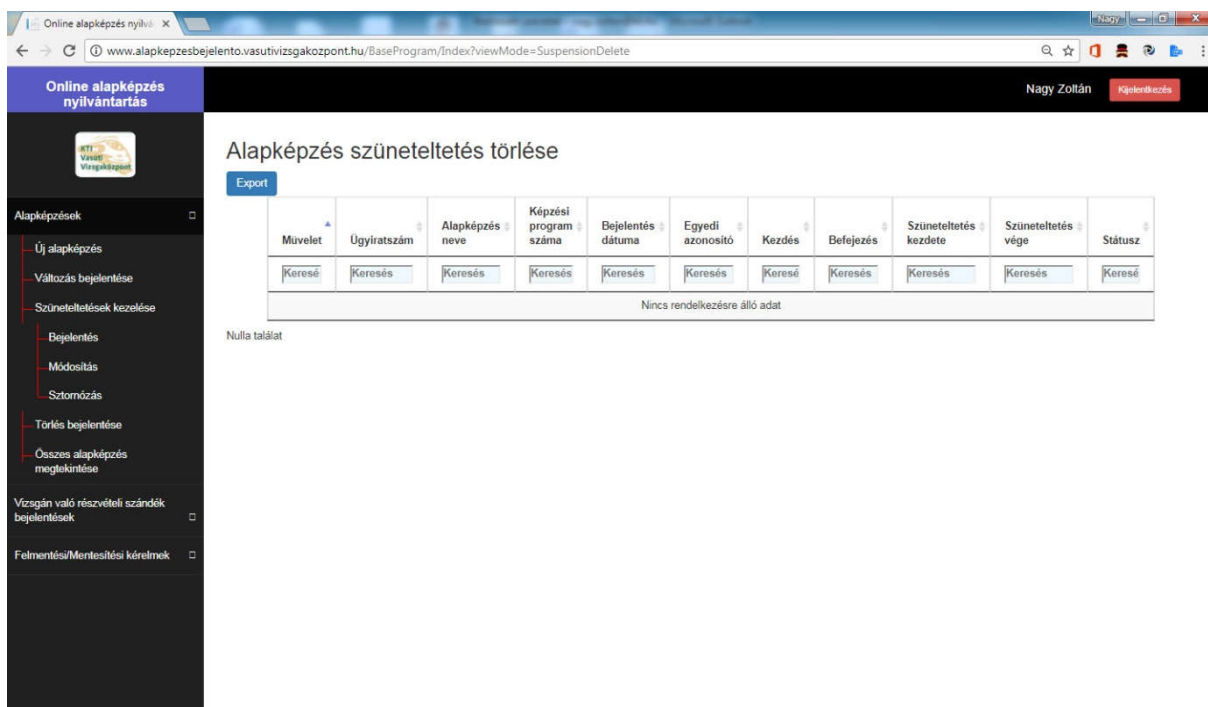 Online alapképzés nyilvá
Nagy
www.alapkepzesbejelento.vasutivizsgakozpont.hu/BaseProgram/Index?viewMode=SuspensionDelete
Online alapképzés
nyilvántartás
Nagy Zoltán
Kijelentkezés
KTI
Vasúti
Vizsgaközpont
Alapképzések
Új alapképzés
Változás bejelentése
Szüneteltetések kezelése
Bejelentés
Módosítás
Sztornózás
Törlés bejelentése
Összes alapképzés
megtekintése
Vizsgán való részvételi szándék
bejelentések
Felmentési/Mentesítési kérelmek
Alapképzés szüneteltetés törlése
Export
Művelet Ügyiratszám Alapképzés neve Képzési program száma Bejelentés dátuma Egyedi azonosító Kezdés Befejezés Szüneteltetés kezdete Szüneteltetés vége Státusz
Keresé Keresés Keresés Keresés Keresés Keresés Keresé Keresés Keresés Keresés Keresé
Nincs rendelkezésre álló adat
Nulla találat